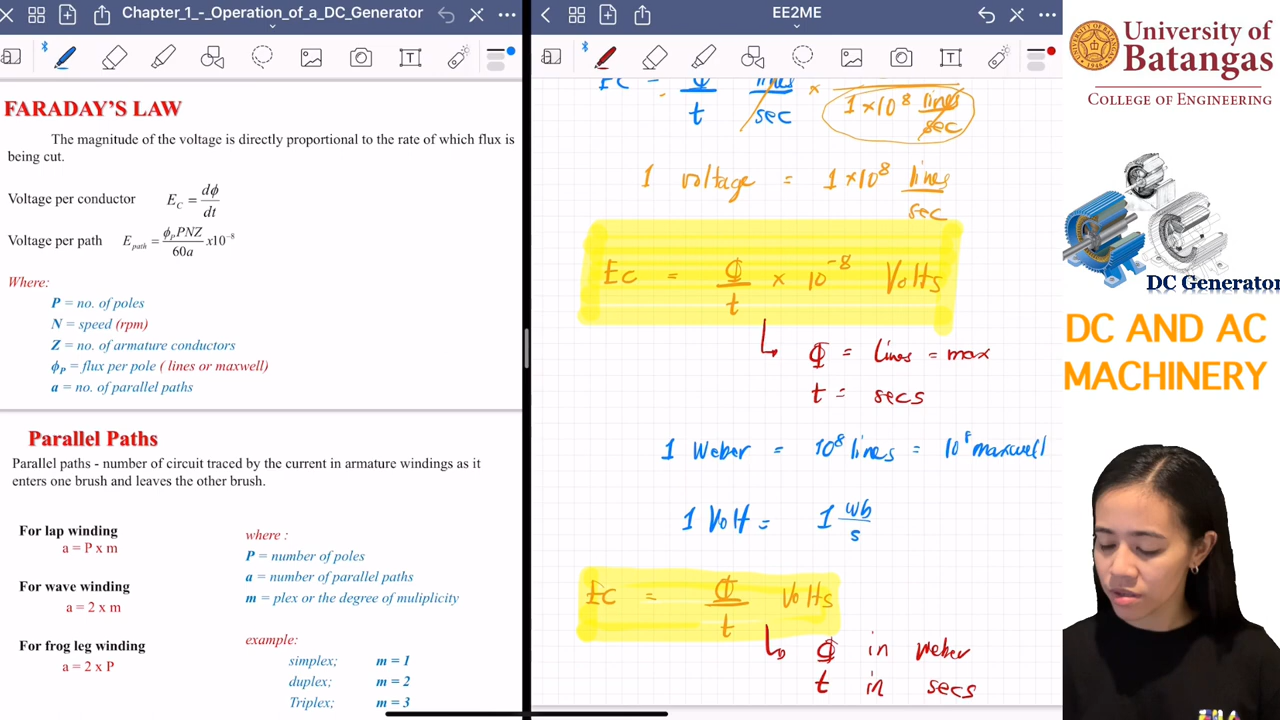 Chapter_1_-_Operation_of_a_DC_Generator
FARADAY'S LAW
The magnitude of the voltage is directly proportional to the rate of which flux is
being cut.
Voltage per conductor E_C = dϕ/dt
Voltage per path E_path = ϕ_P PNZ/60a x10⁻⁸
Where:
P = no. of poles
N = speed (rpm)
Z = no. of armature conductors
ϕ_P = flux per pole ( lines or maxwell)
a = no. of parallel paths
Parallel Paths
Parallel paths - number of circuit traced by the current in armature windings as it
enters one brush and leaves the other brush.
For lap winding
a = P x m
For wave winding
a = 2 x m
For frog leg winding
a = 2 x P
where :
P = number of poles
a = number of parallel paths
m = plex or the degree of muliplicity
example:
simplex; m = 1
duplex; m = 2
Triplex; m = 3
EE2ME
Ec = Φ/t lines/sec × /1×10⁸ lines/sec
1 voltage = 1×10⁸ lines/sec
Ec = Φ/t × 10⁻⁸ Volts
Φ = lines = max
t = secs
1 Weber = 10⁸ lines = 10⁸ maxwell
1 Volt = 1 wb/s
Ec = Φ/t Volts
Φ in weber
t in secs
University of
Batangas
COLLEGE OF ENGINEERING
DC Generator
DC AND AC
MACHINERY